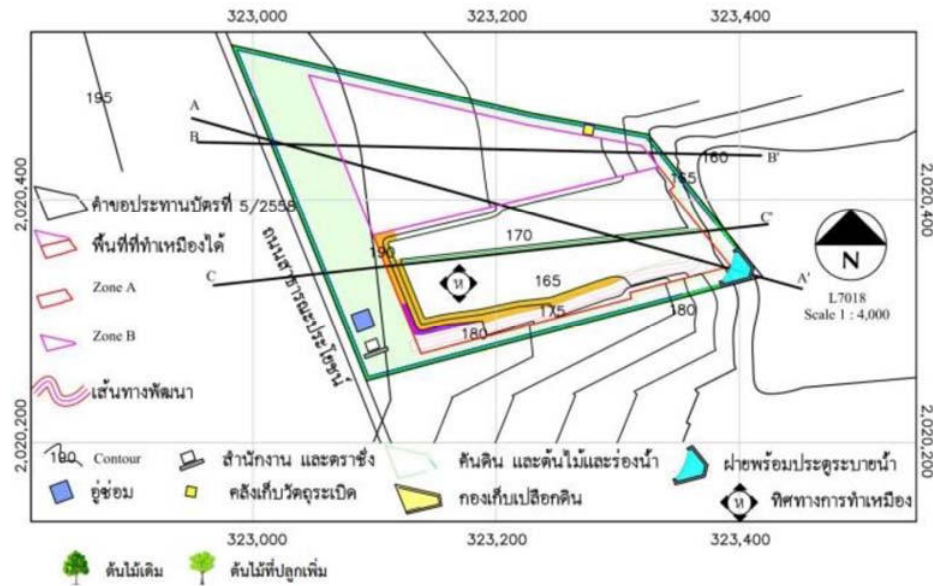 323,000 323,200 323,400
195
A
B B'
160
165
2,020,400 2,020,400
คำขอประทานบัตรที่ 5/2558
170
C'
พื้นที่ที่ทำเหมืองได้
190
N
C
165
ห
A'
Zone A
L7018
175 180
Scale 1 : 4,000
180
Zone B
ถนนสาธารณะประโยชน์
เส้นทางพัฒนา
2,020,200 2,020,200
190 Contour
สำนักงาน และตราชั่ง
คันดิน และต้นไม้และร่องน้ำ
ฝายพร้อมประตูระบายน้ำ
อู่ซ่อม
คลังเก็บวัตถุระเบิด
กองเก็บเปลือกดิน
ห ทิศทางการทำเหมือง
323,000 323,200 323,400
ต้นไม้เดิม ต้นไม้ที่ปลูกเพิ่ม